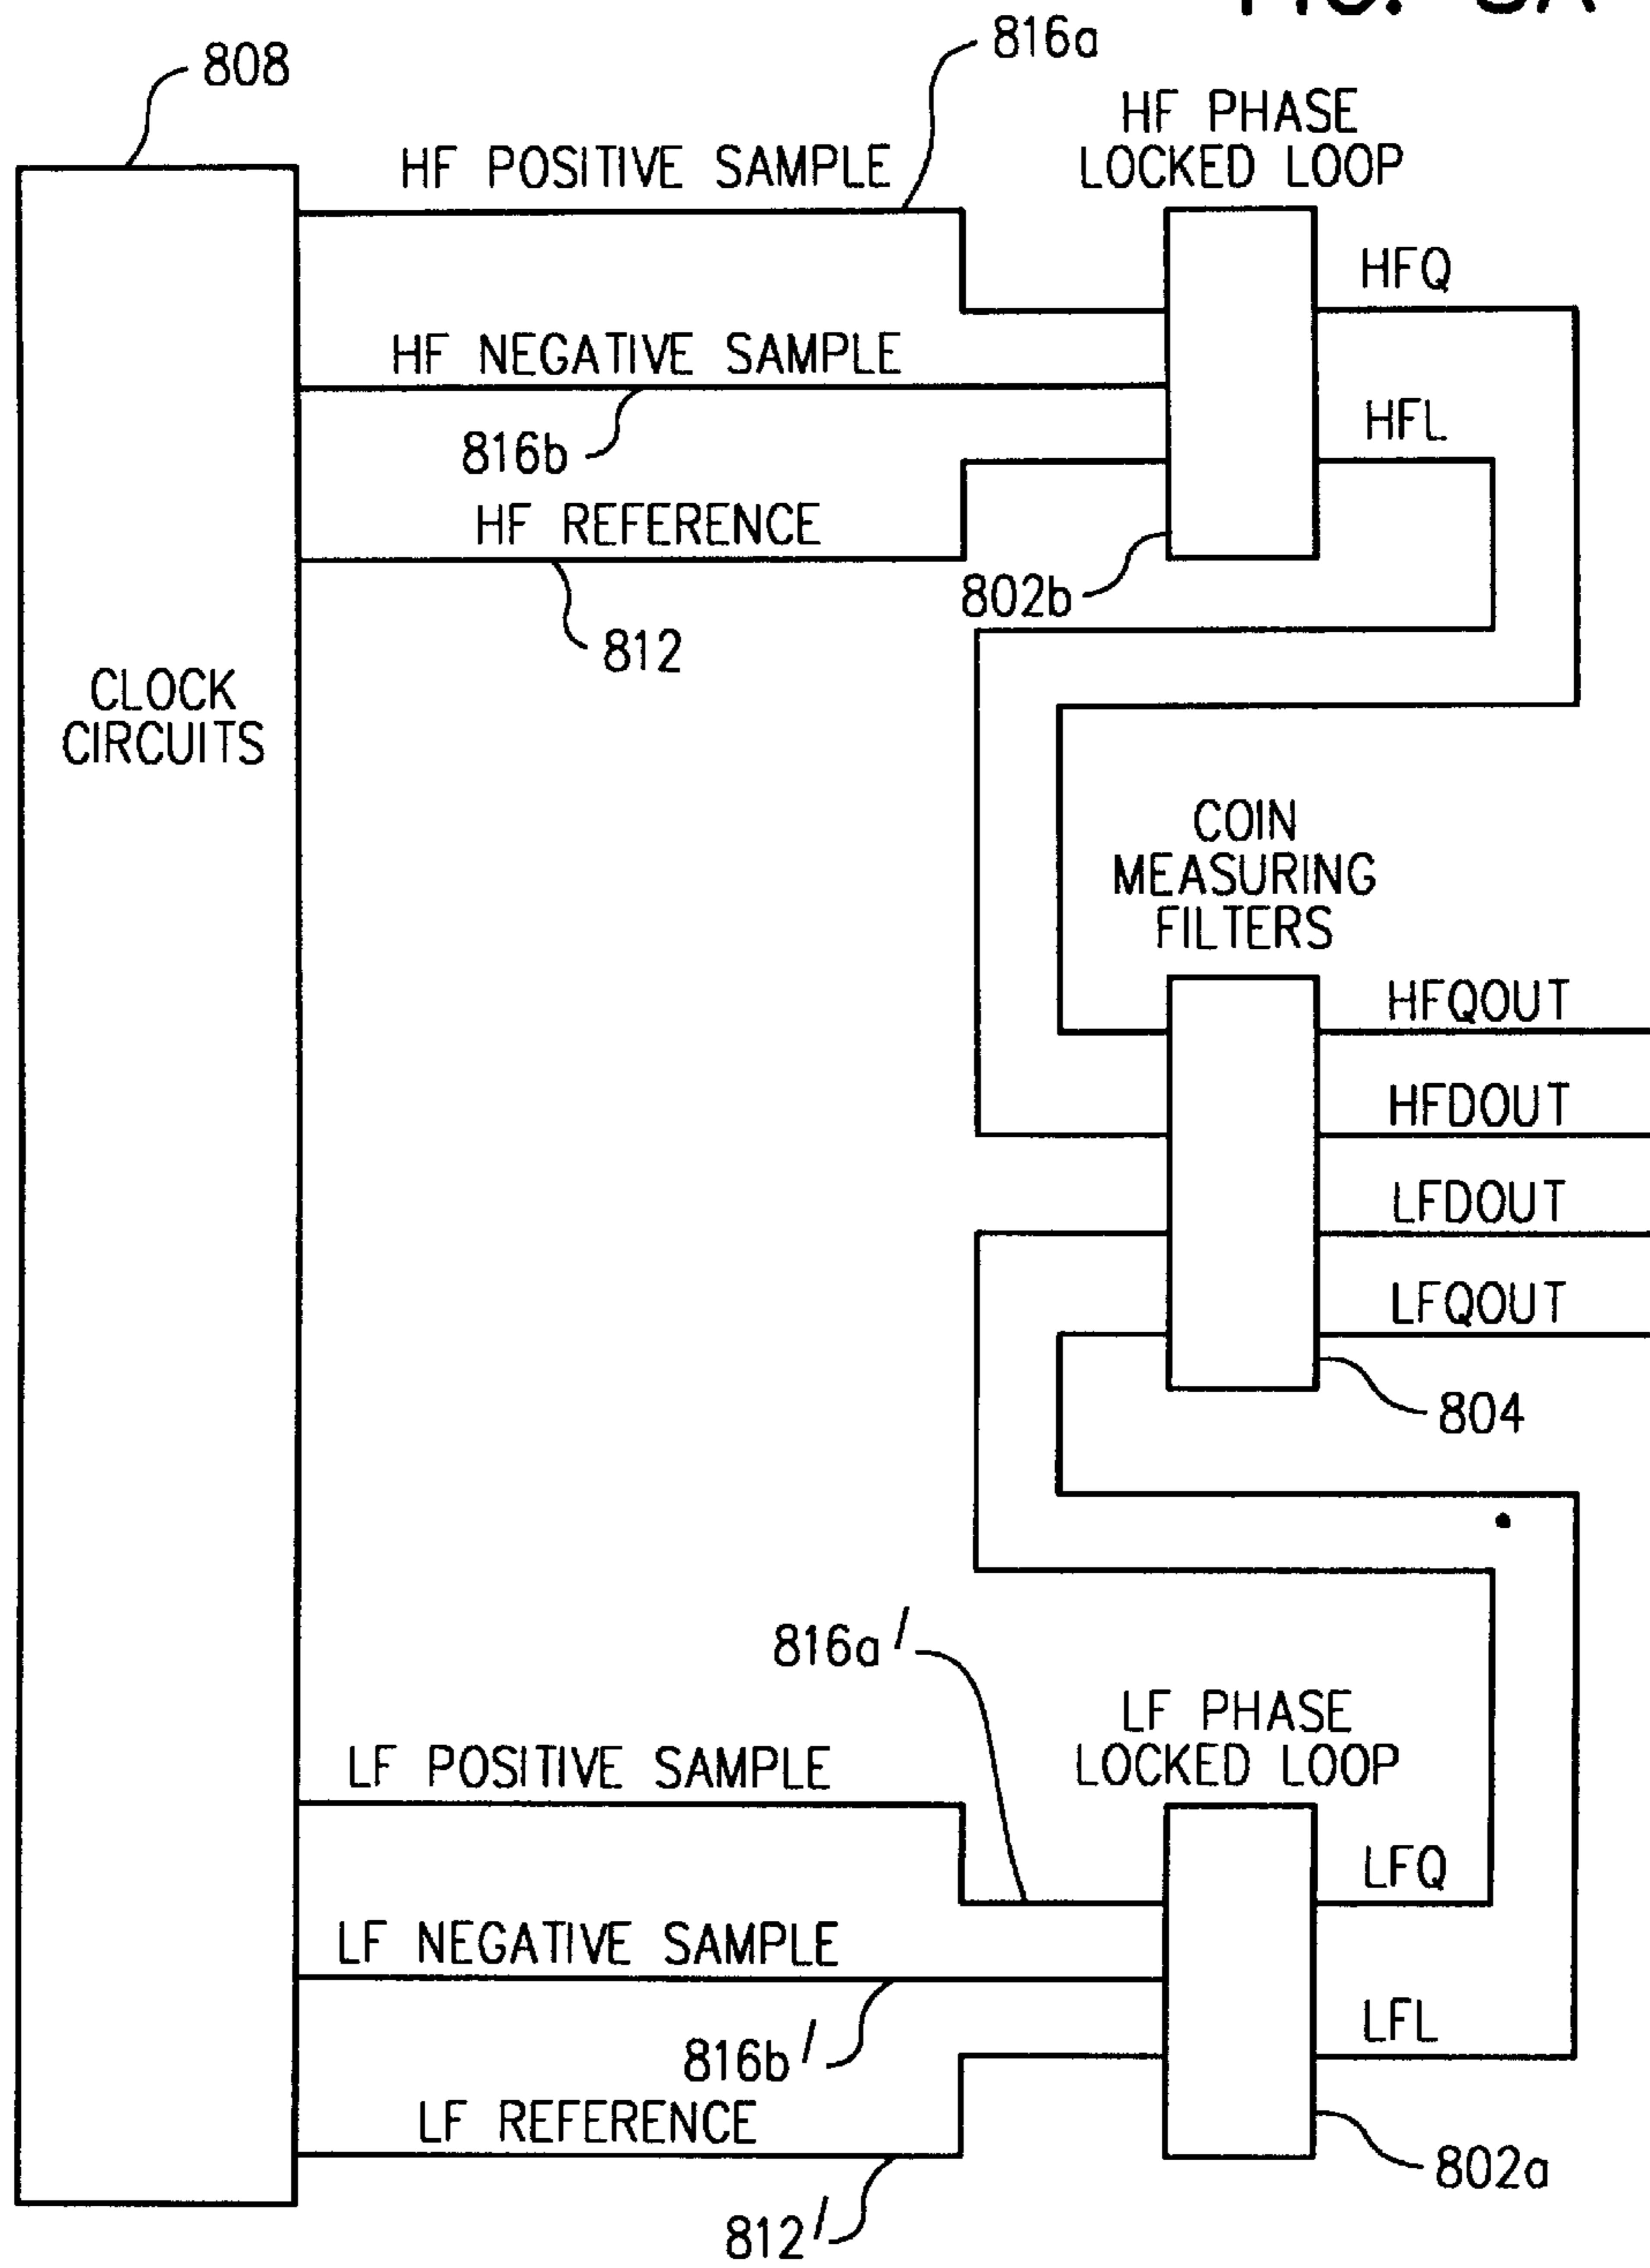 FIG. 8A
816a
808
HF PHASE
LOCKED LOOP
HF POSITIVE SAMPLE
HFQ
HF NEGATIVE SAMPLE
HFL
816b
HF REFERENCE
802b
812
CLOCK
CIRCUITS
COIN
MEASURING
FILTERS
HFQOUT
HFDOUT
LFDOUT
LFQOUT
804
816a'
LF PHASE
LOCKED LOOP
LF POSITIVE SAMPLE
LFQ
LF NEGATIVE SAMPLE
LFL
816b'
LF REFERENCE
802a
812'